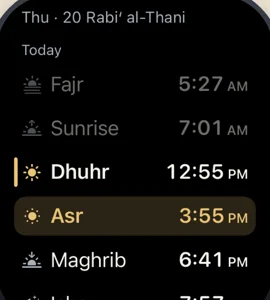 Thu · 20 Rabiʻ al-Thani
Today
Fajr 5:27 AM
Sunrise 7:01 AM
Dhuhr 12:55 PM
Asr 3:55 PM
Maghrib 6:41 PM